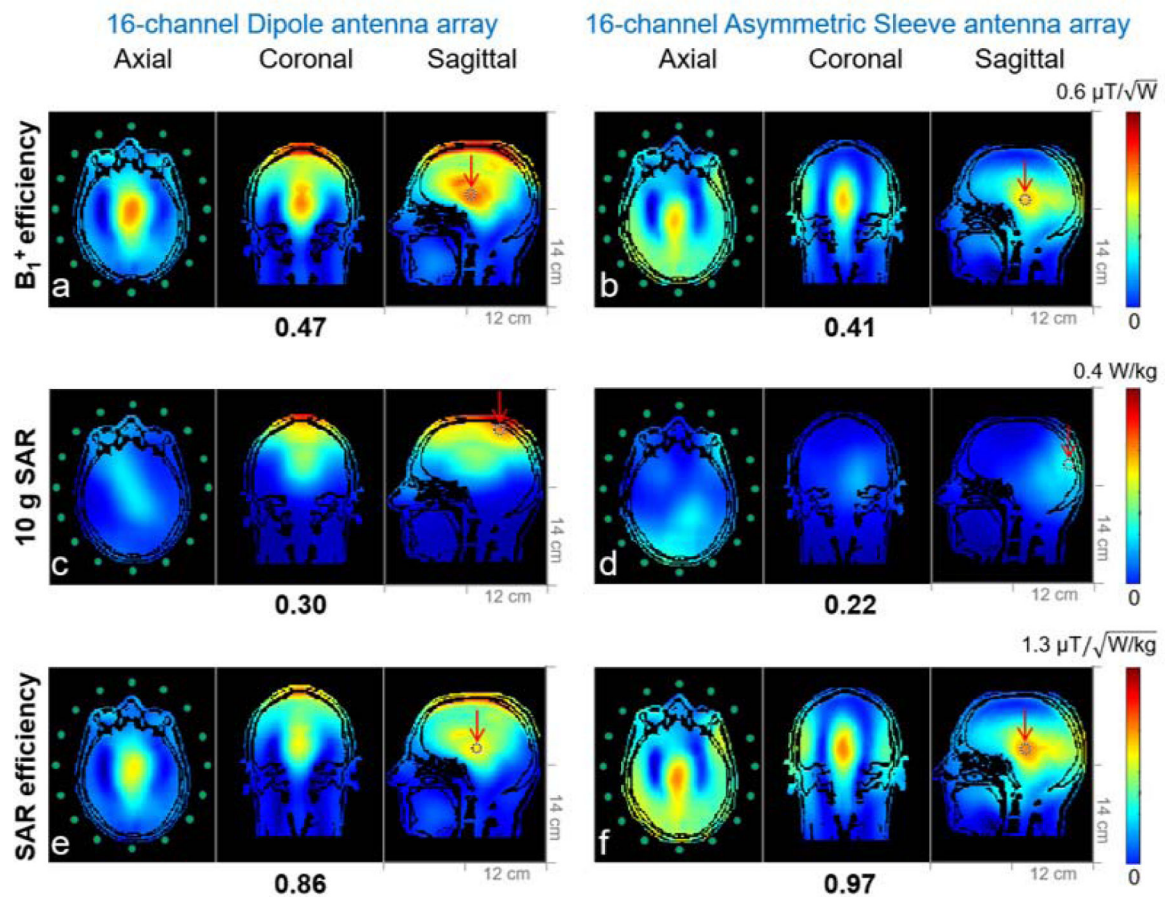 16-channel Dipole antenna array
16-channel Asymmetric Sleeve antenna array
Axial Coronal Sagittal
Axial Coronal Sagittal
0.6 μT/√W
B₁⁺ efficiency
a
14 cm
12 cm
0.47
b
14 cm
12 cm
0.41
0
0.4 W/kg
10 g SAR
c
14 cm
12 cm
0.30
d
14 cm
12 cm
0.22
0
1.3 μT/√W/kg
SAR efficiency
e
14 cm
12 cm
0.86
f
14 cm
12 cm
0.97
0